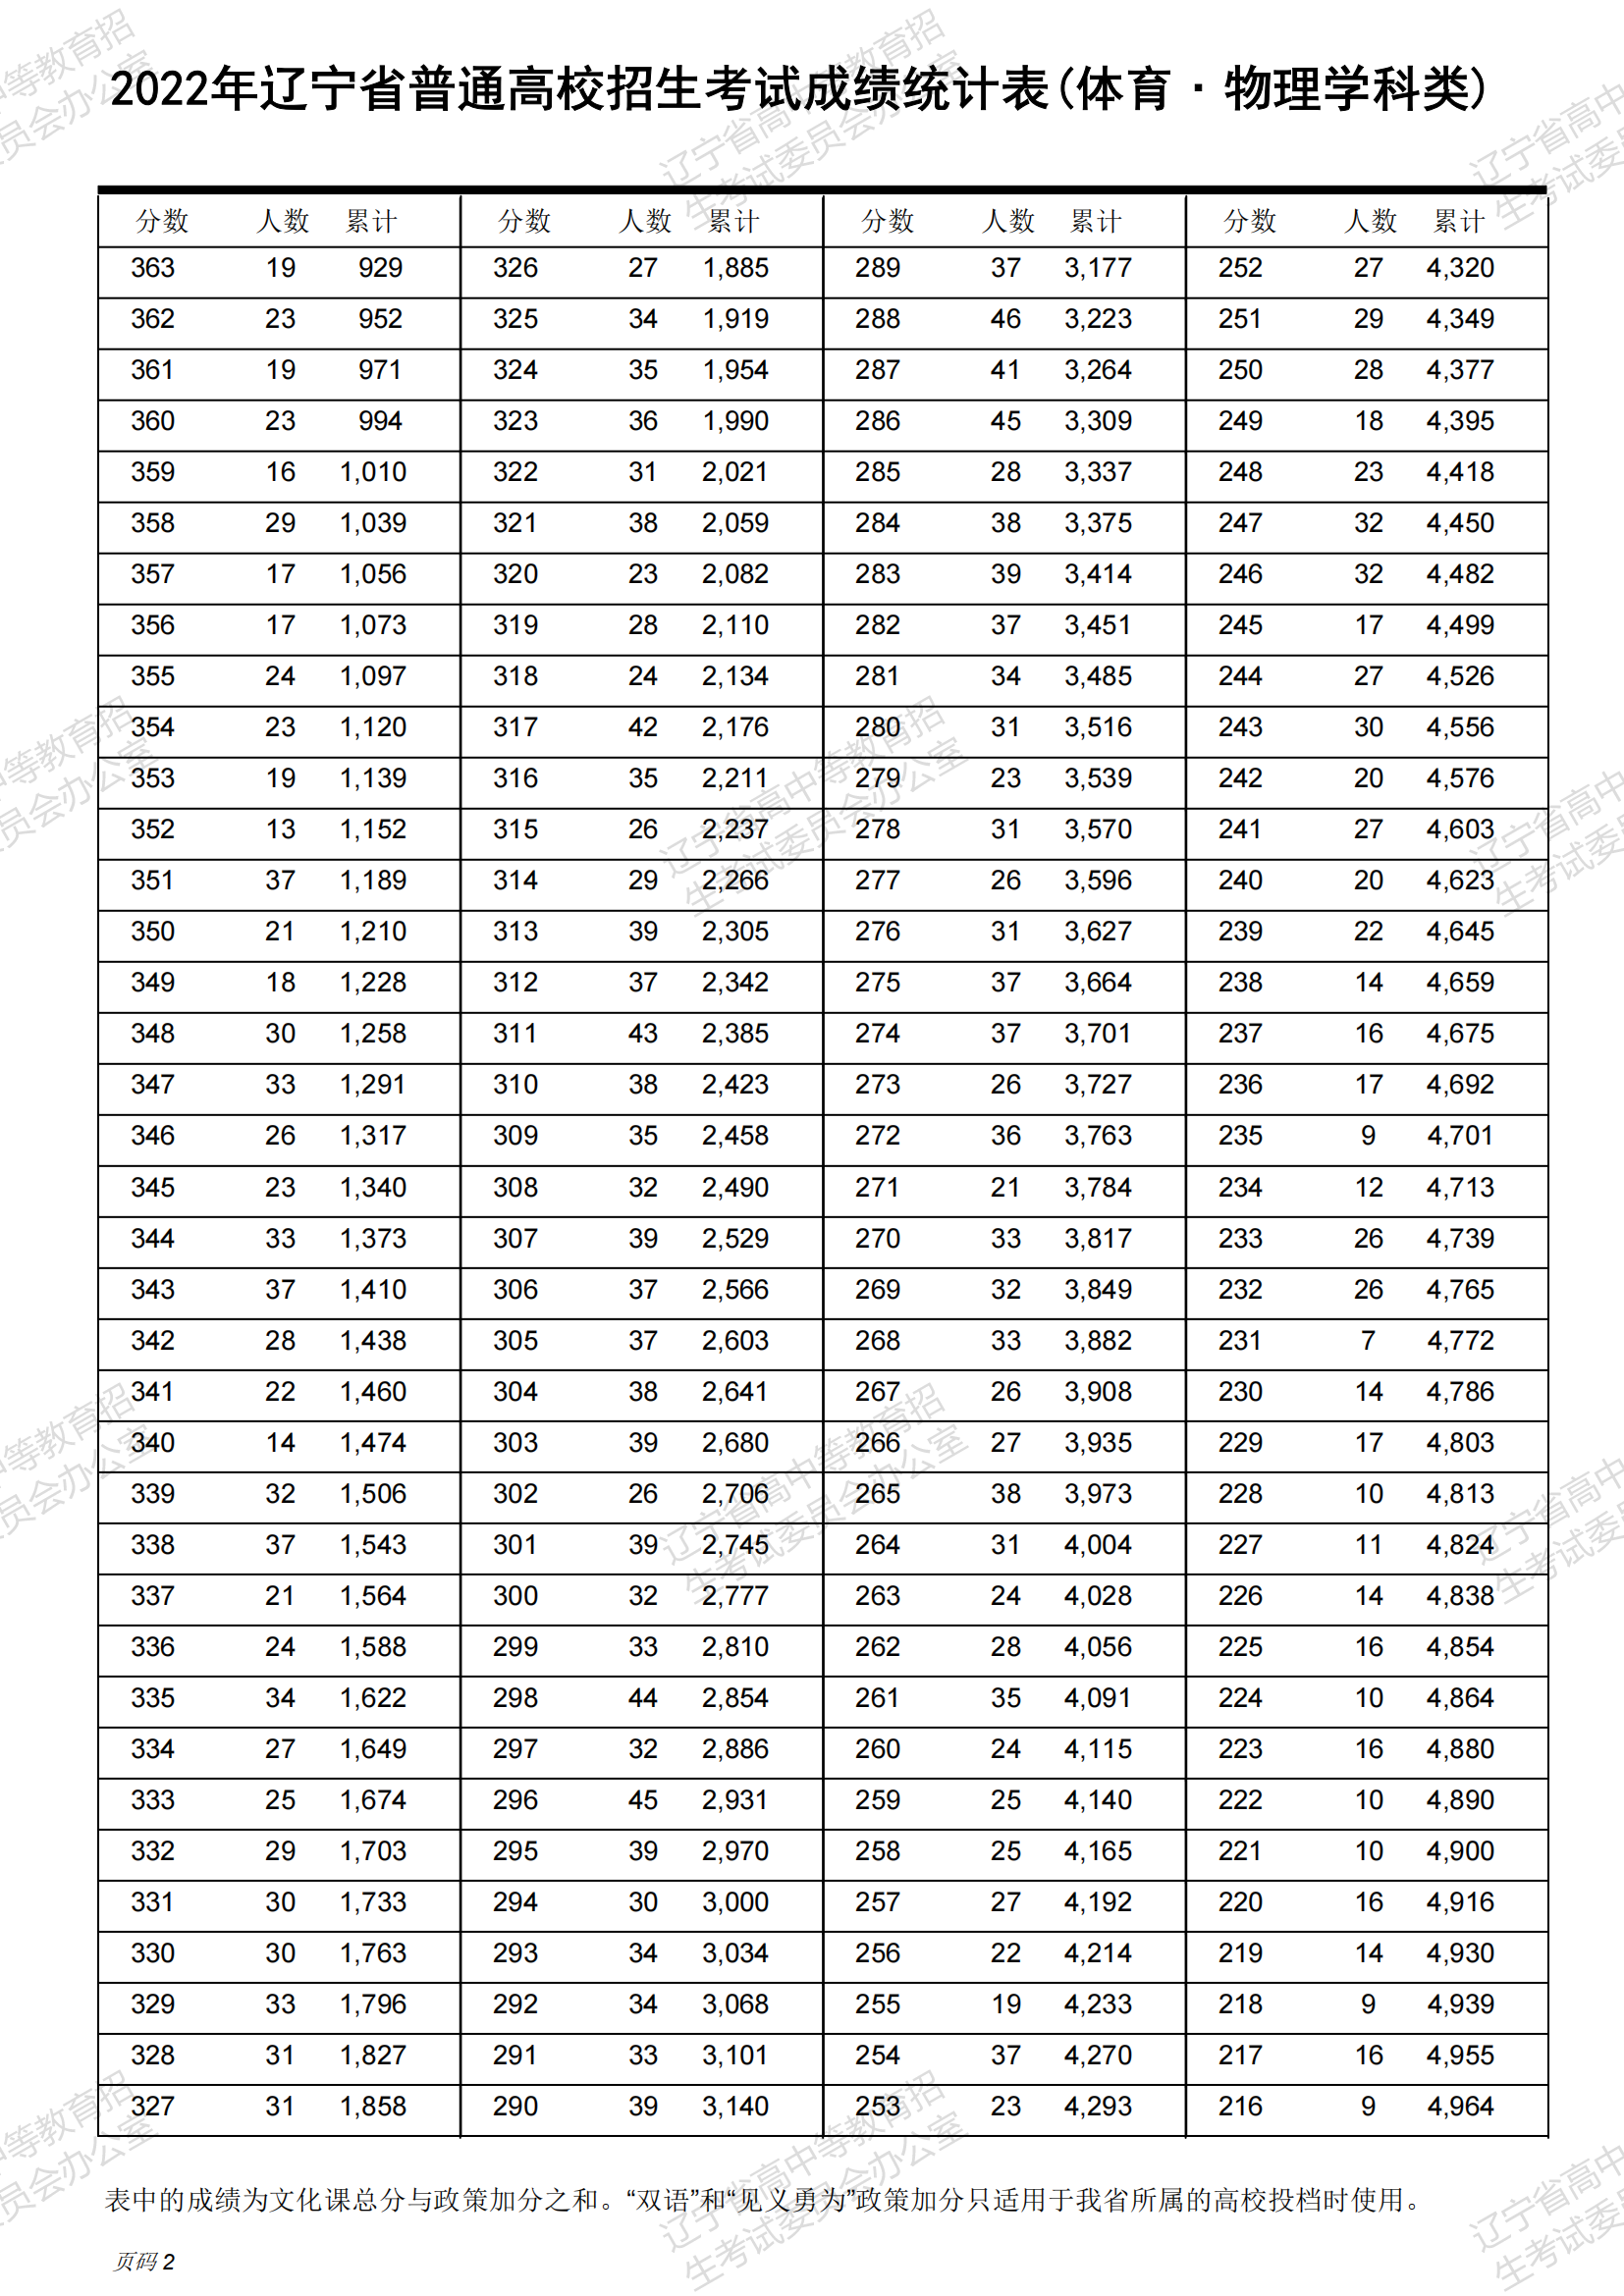 2022年辽宁省普通高校招生考试成绩统计表(体育·物理学科类)
分数 人数 累计 分数 人数 累计 分数 人数 累计 分数 人数 累计
363 19 929 326 27 1,885 289 37 3,177 252 27 4,320
362 23 952 325 34 1,919 288 46 3,223 251 29 4,349
361 19 971 324 35 1,954 287 41 3,264 250 28 4,377
360 23 994 323 36 1,990 286 45 3,309 249 18 4,395
359 16 1,010 322 31 2,021 285 28 3,337 248 23 4,418
358 29 1,039 321 38 2,059 284 38 3,375 247 32 4,450
357 17 1,056 320 23 2,082 283 39 3,414 246 32 4,482
356 17 1,073 319 28 2,110 282 37 3,451 245 17 4,499
355 24 1,097 318 24 2,134 281 34 3,485 244 27 4,526
354 23 1,120 317 42 2,176 280 31 3,516 243 30 4,556
353 19 1,139 316 35 2,211 279 23 3,539 242 20 4,576
352 13 1,152 315 26 2,237 278 31 3,570 241 27 4,603
351 37 1,189 314 29 2,266 277 26 3,596 240 20 4,623
350 21 1,210 313 39 2,305 276 31 3,627 239 22 4,645
349 18 1,228 312 37 2,342 275 37 3,664 238 14 4,659
348 30 1,258 311 43 2,385 274 37 3,701 237 16 4,675
347 33 1,291 310 38 2,423 273 26 3,727 236 17 4,692
346 26 1,317 309 35 2,458 272 36 3,763 235 9 4,701
345 23 1,340 308 32 2,490 271 21 3,784 234 12 4,713
344 33 1,373 307 39 2,529 270 33 3,817 233 26 4,739
343 37 1,410 306 37 2,566 269 32 3,849 232 26 4,765
342 28 1,438 305 37 2,603 268 33 3,882 231 7 4,772
341 22 1,460 304 38 2,641 267 26 3,908 230 14 4,786
340 14 1,474 303 39 2,680 266 27 3,935 229 17 4,803
339 32 1,506 302 26 2,706 265 38 3,973 228 10 4,813
338 37 1,543 301 39 2,745 264 31 4,004 227 11 4,824
337 21 1,564 300 32 2,777 263 24 4,028 226 14 4,838
336 24 1,588 299 33 2,810 262 28 4,056 225 16 4,854
335 34 1,622 298 44 2,854 261 35 4,091 224 10 4,864
334 27 1,649 297 32 2,886 260 24 4,115 223 16 4,880
333 25 1,674 296 45 2,931 259 25 4,140 222 10 4,890
332 29 1,703 295 39 2,970 258 25 4,165 221 10 4,900
331 30 1,733 294 30 3,000 257 27 4,192 220 16 4,916
330 30 1,763 293 34 3,034 256 22 4,214 219 14 4,930
329 33 1,796 292 34 3,068 255 19 4,233 218 9 4,939
328 31 1,827 291 33 3,101 254 37 4,270 217 16 4,955
327 31 1,858 290 39 3,140 253 23 4,293 216 9 4,964
表中的成绩为文化课总分与政策加分之和。“双语”和“见义勇为”政策加分只适用于我省所属的高校投档时使用。
页码 2
辽宁省高中等教育招
生考试委员会办公室